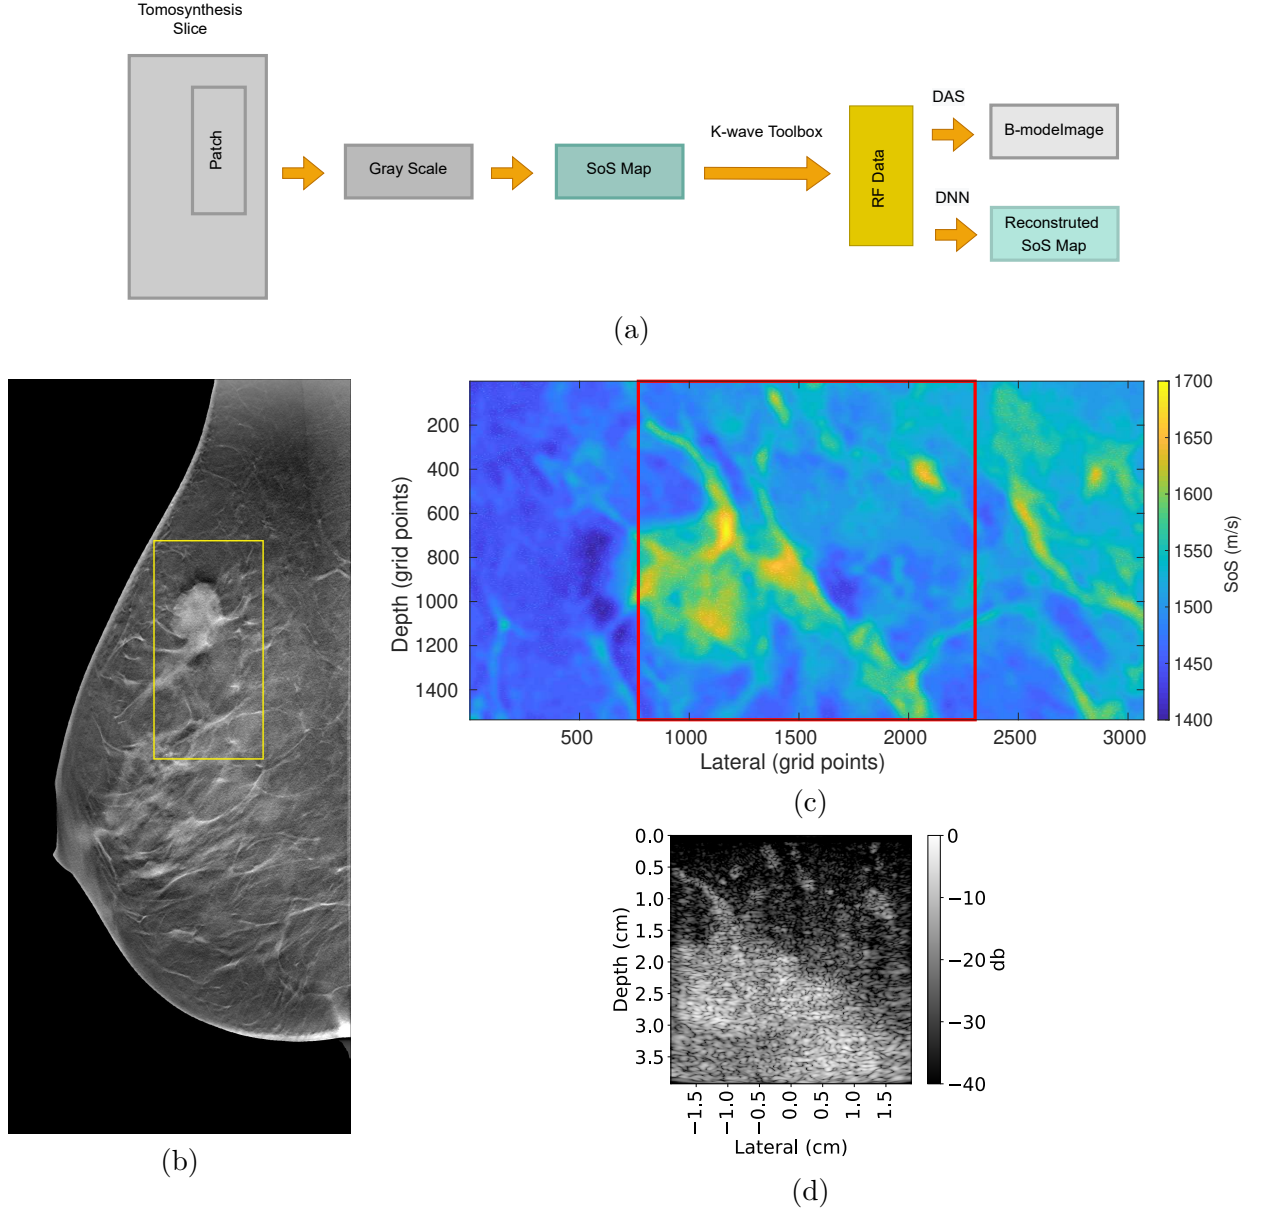 Tomosynthesis
Slice
Patch
Gray Scale
SoS Map
K-wave Toolbox
RF Data
DAS
B-modeImage
DNN
Reconstruted
SoS Map
(a)
(b)
200
400
600
800
1000
1200
1400
Depth (grid points)
500
1000
1500
2000
2500
3000
Lateral (grid points)
1700
1650
1600
1550
1500
1450
1400
SoS (m/s)
(c)
0.0
0.5
1.0
1.5
2.0
2.5
3.0
3.5
Depth (cm)
−1.5
−1.0
−0.5
0.0
0.5
1.0
1.5
Lateral (cm)
0
−10
−20
−30
−40
db
(d)